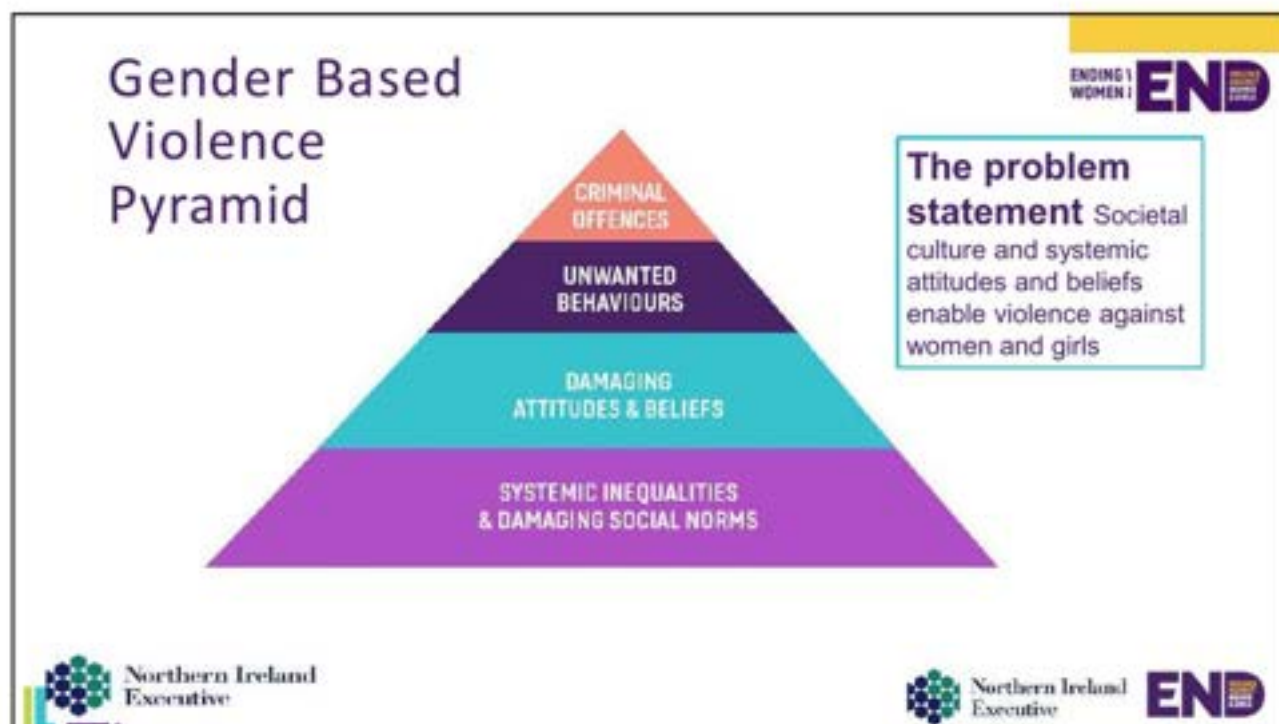 Gender Based
Violence
Pyramid
ENDING
WOMEN
END
CRIMINAL
OFFENCES
UNWANTED
BEHAVIOURS
DAMAGING
ATTITUDES & BELIEFS
SYSTEMIC INEQUALITIES
& DAMAGING SOCIAL NORMS
The problem
statement Societal
culture and systemic
attitudes and beliefs
enable violence against
women and girls
Northern Ireland
Executive
Northern Ireland
Executive
END